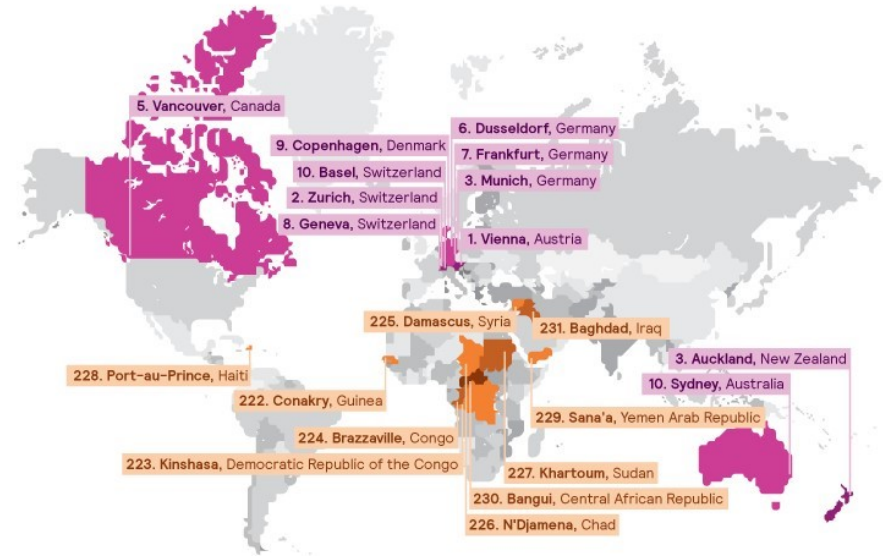 5. Vancouver, Canada
6. Dusseldorf, Germany
9. Copenhagen, Denmark
7. Frankfurt, Germany
10. Basel, Switzerland
3. Munich, Germany
2. Zurich, Switzerland
8. Geneva, Switzerland
1. Vienna, Austria
225. Damascus, Syria
231. Baghdad, Iraq
3. Auckland, New Zealand
228. Port-au-Prince, Haiti
10. Sydney, Australia
222. Conakry, Guinea
229. Sana'a, Yemen Arab Republic
224. Brazzaville, Congo
223. Kinshasa, Democratic Republic of the Congo
227. Khartoum, Sudan
230. Bangui, Central African Republic
226. N'Djamena, Chad